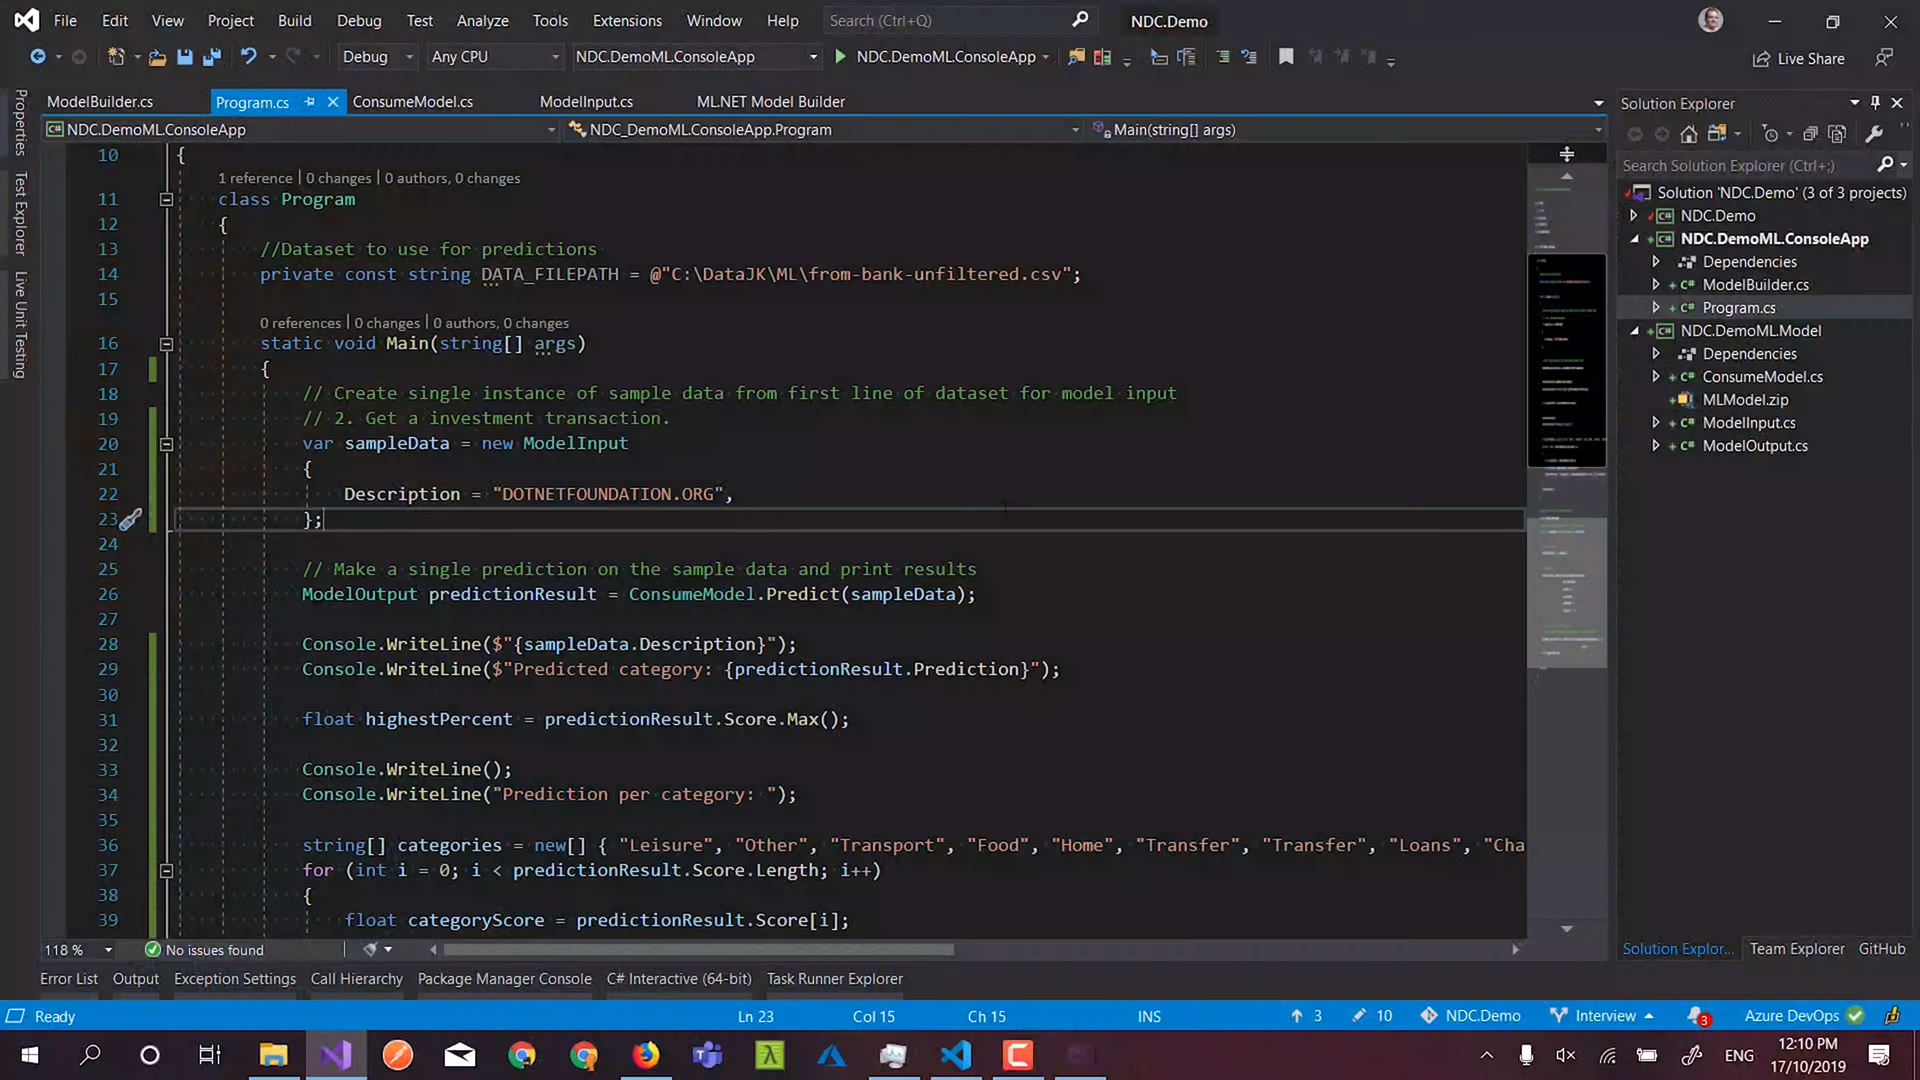 File Edit View Project Build Debug Test Analyze Tools Extensions Window Help Search (Ctrl+Q) NDC.Demo
Debug Any CPU NDC.DemoML.ConsoleApp NDC.DemoML.ConsoleApp Live Share
ModelBuilder.cs Program.cs ConsumeModel.cs ModelInput.cs ML.NET Model Builder
NDC.DemoML.ConsoleApp NDC_DemoML.ConsoleApp.Program Main(string[] args)
Properties
Test Explorer
Live Unit Testing
10 {
1 reference | 0 changes | 0 authors, 0 changes
11 class Program
12 {
13 //Dataset to use for predictions
14 private const string DATA_FILEPATH = @"C:\DataJK\ML\from-bank-unfiltered.csv";
15
0 references | 0 changes | 0 authors, 0 changes
16 static void Main(string[] args)
17 {
18 // Create single instance of sample data from first line of dataset for model input
19 // 2. Get a investment transaction.
20 var sampleData = new ModelInput
21 {
22 Description = "DOTNETFOUNDATION.ORG",
23 };
24
25 // Make a single prediction on the sample data and print results
26 ModelOutput predictionResult = ConsumeModel.Predict(sampleData);
27
28 Console.WriteLine($"{sampleData.Description}");
29 Console.WriteLine($"Predicted category: {predictionResult.Prediction}");
30
31 float highestPercent = predictionResult.Score.Max();
32
33 Console.WriteLine();
34 Console.WriteLine("Prediction per category: ");
35
36 string[] categories = new[] { "Leisure", "Other", "Transport", "Food", "Home", "Transfer", "Transfer", "Loans", "Cha
37 for (int i = 0; i < predictionResult.Score.Length; i++)
38 {
39 float categoryScore = predictionResult.Score[i];
118 % No issues found
Error List Output Exception Settings Call Hierarchy Package Manager Console C# Interactive (64-bit) Task Runner Explorer
Solution Explorer
Search Solution Explorer (Ctrl+;)
Solution 'NDC.Demo' (3 of 3 projects)
NDC.Demo
NDC.DemoML.ConsoleApp
Dependencies
ModelBuilder.cs
Program.cs
NDC.DemoML.Model
Dependencies
ConsumeModel.cs
MLModel.zip
ModelInput.cs
ModelOutput.cs
Solution Explor... Team Explorer GitHub
Ready Ln 23 Col 15 Ch 15 INS 3 10 NDC.Demo Interview 3 Azure DevOps
ENG 12:10 PM
17/10/2019